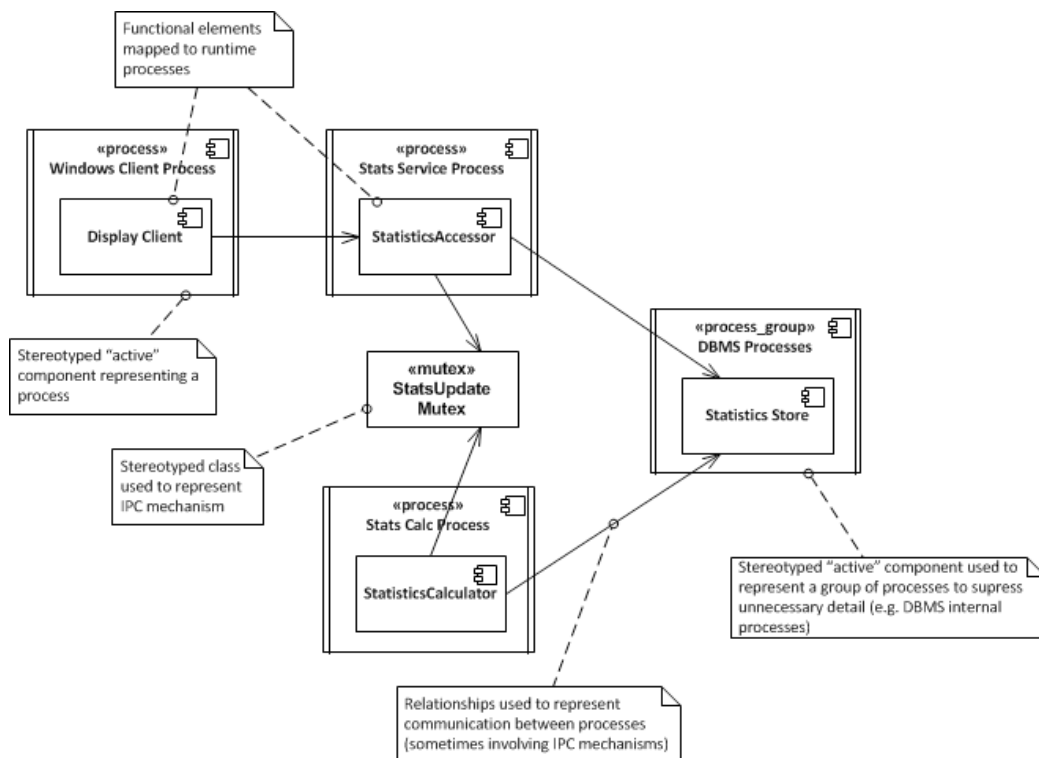 Functional elements
mapped to runtime
processes
«process»
Windows Client Process
Display Client
«process»
Stats Service Process
StatisticsAccessor
«process_group»
DBMS Processes
Statistics Store
Stereotyped “active”
component representing a
process
«mutex»
StatsUpdate
Mutex
Stereotyped class
used to represent
IPC mechanism
«process»
Stats Calc Process
StatisticsCalculator
Stereotyped “active” component used to
represent a group of processes to supress
unnecessary detail (e.g. DBMS internal
processes)
Relationships used to represent
communication between processes
(sometimes involving IPC mechanisms)